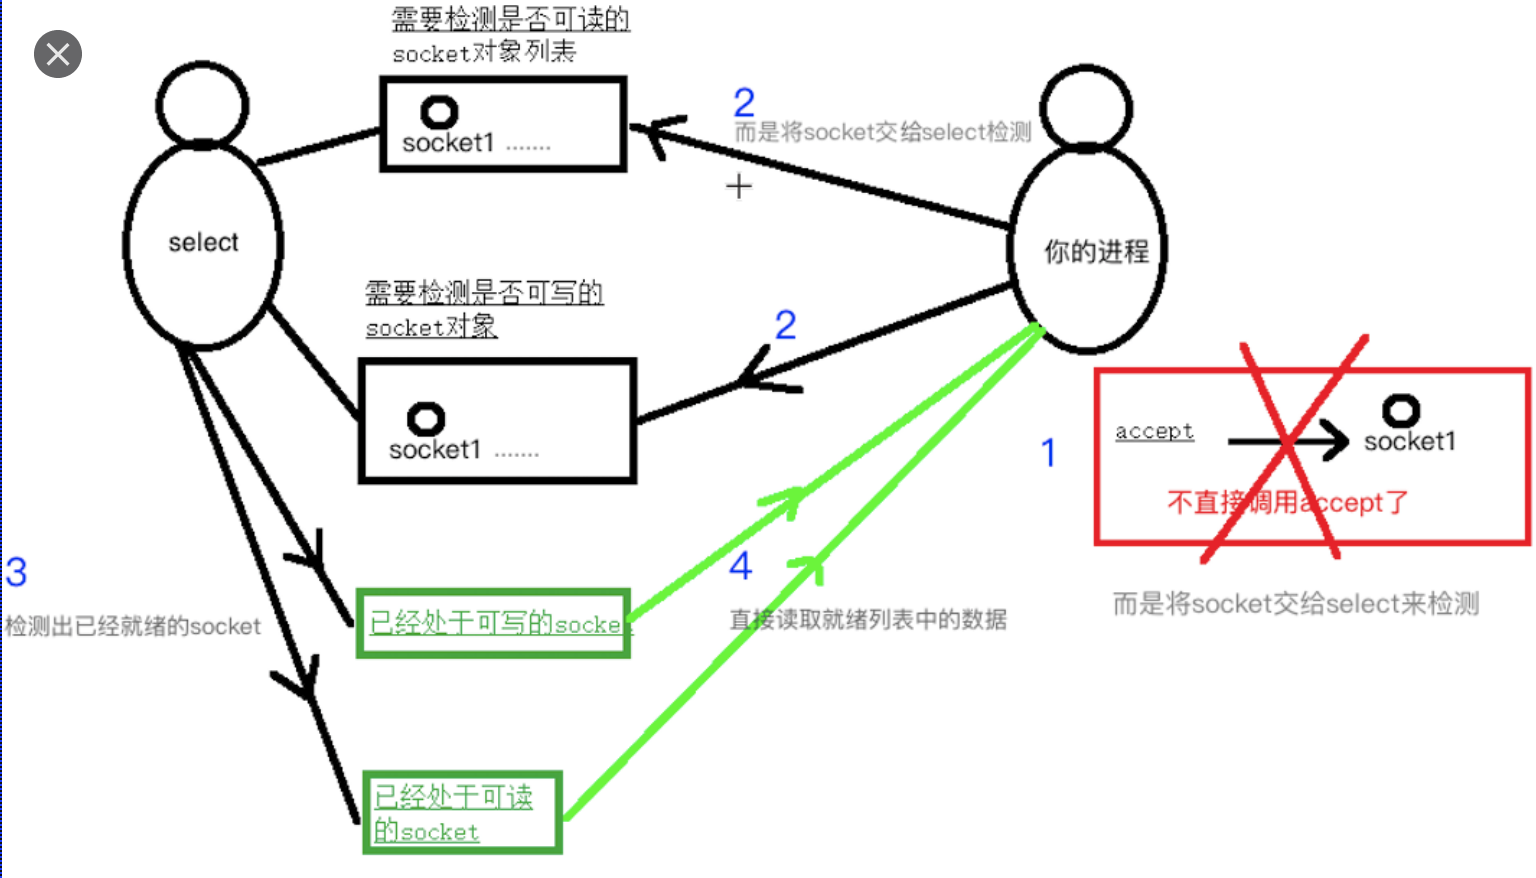 需要检测是否可读的
socket对象列表
socket1 .......
2
而是将socket交给select检测
select
你的进程
需要检测是否可写的
socket对象
2
socket1 .......
1
accept
socket1
不直接调用accept了
而是将socket交给select来检测
3
检测出已经就绪的socket
已经处于可写的socket
4
直接读取就绪列表中的数据
已经处于可读
的socket